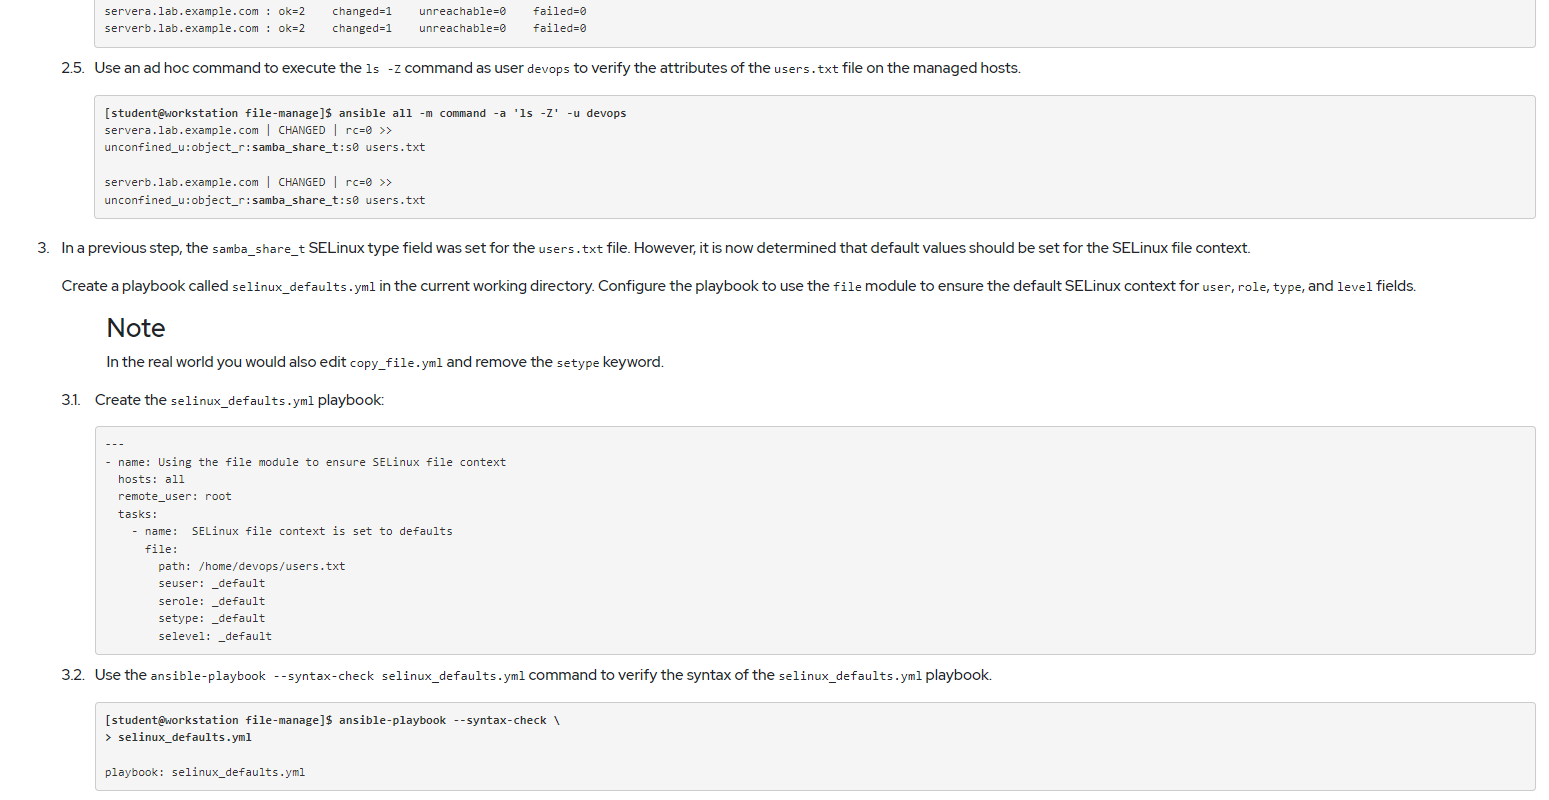 servera.lab.example.com : ok=2    changed=1    unreachable=0    failed=0
serverb.lab.example.com : ok=2    changed=1    unreachable=0    failed=0
2.5. Use an ad hoc command to execute the ls -Z command as user devops to verify the attributes of the users.txt file on the managed hosts.
[student@workstation file-manage]$ ansible all -m command -a 'ls -Z' -u devops
servera.lab.example.com | CHANGED | rc=0 >>
unconfined_u:object_r:samba_share_t:s0 users.txt
serverb.lab.example.com | CHANGED | rc=0 >>
unconfined_u:object_r:samba_share_t:s0 users.txt
3. In a previous step, the samba_share_t SELinux type field was set for the users.txt file. However, it is now determined that default values should be set for the SELinux file context.
Create a playbook called selinux_defaults.yml in the current working directory. Configure the playbook to use the file module to ensure the default SELinux context for user, role, type, and level fields.
Note
In the real world you would also edit copy_file.yml and remove the setype keyword.
3.1. Create the selinux_defaults.yml playbook:
---
- name: Using the file module to ensure SELinux file context
  hosts: all
  remote_user: root
  tasks:
    - name:  SELinux file context is set to defaults
      file:
        path: /home/devops/users.txt
        seuser: _default
        serole: _default
        setype: _default
        selevel: _default
3.2. Use the ansible-playbook --syntax-check selinux_defaults.yml command to verify the syntax of the selinux_defaults.yml playbook.
[student@workstation file-manage]$ ansible-playbook --syntax-check \
> selinux_defaults.yml
playbook: selinux_defaults.yml